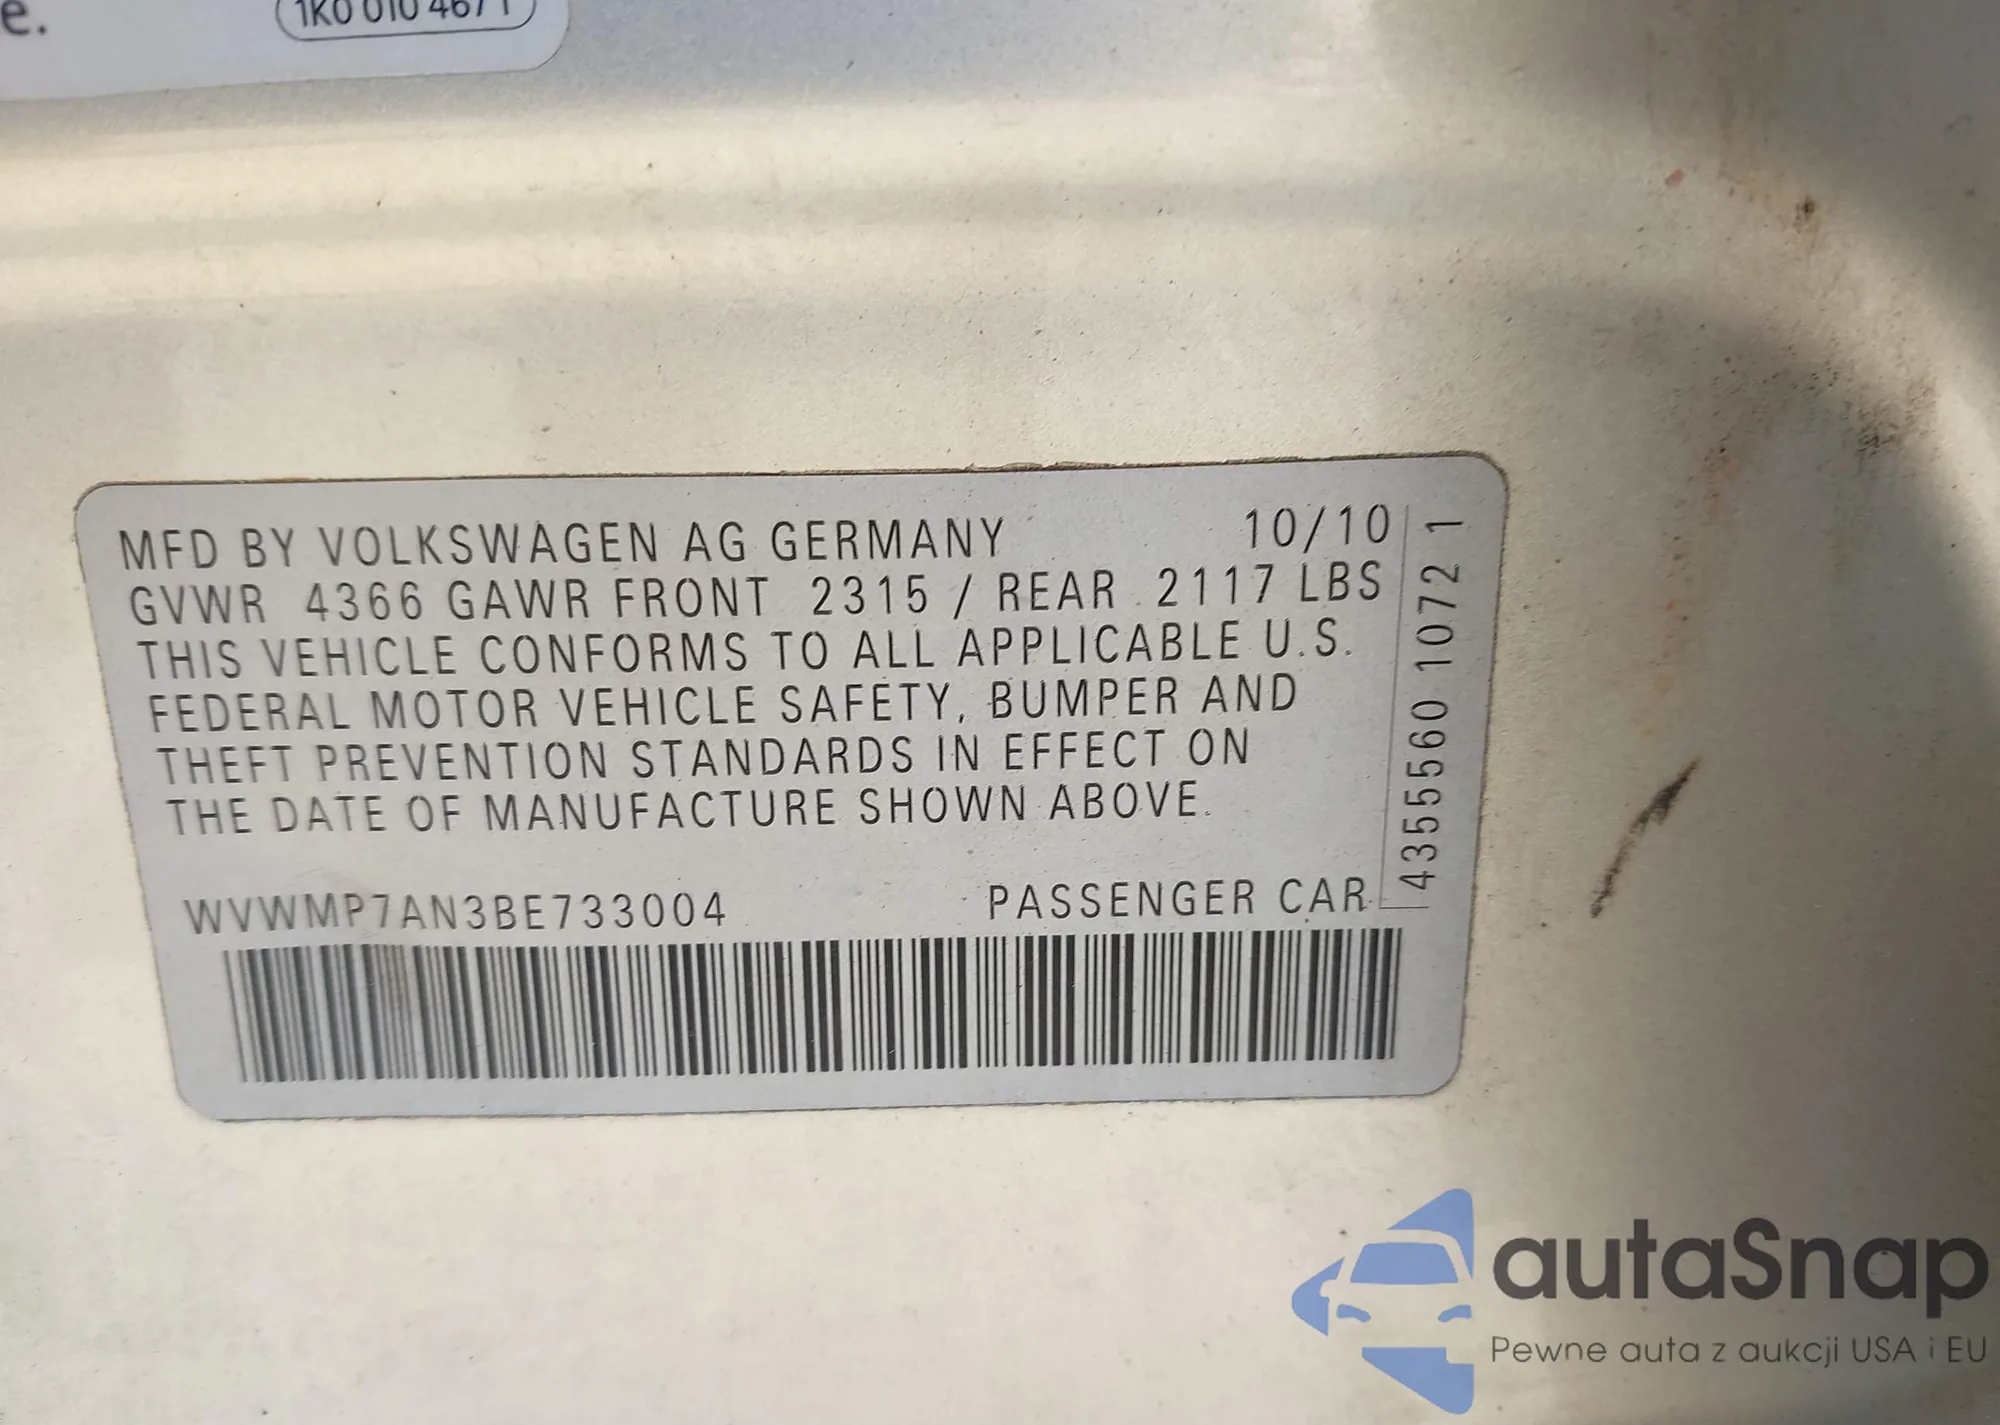 e.
1K0 010 467 1
MFD BY VOLKSWAGEN AG GERMANY 10/10
GVWR 4366 GAWR FRONT 2315 / REAR 2117 LBS
THIS VEHICLE CONFORMS TO ALL APPLICABLE U.S.
FEDERAL MOTOR VEHICLE SAFETY, BUMPER AND
THEFT PREVENTION STANDARDS IN EFFECT ON
THE DATE OF MANUFACTURE SHOWN ABOVE.
WVWMP7AN3BE733004 PASSENGER CAR
4355560 1072 1
autaSnap
Pewne auta z aukcji USA i EU